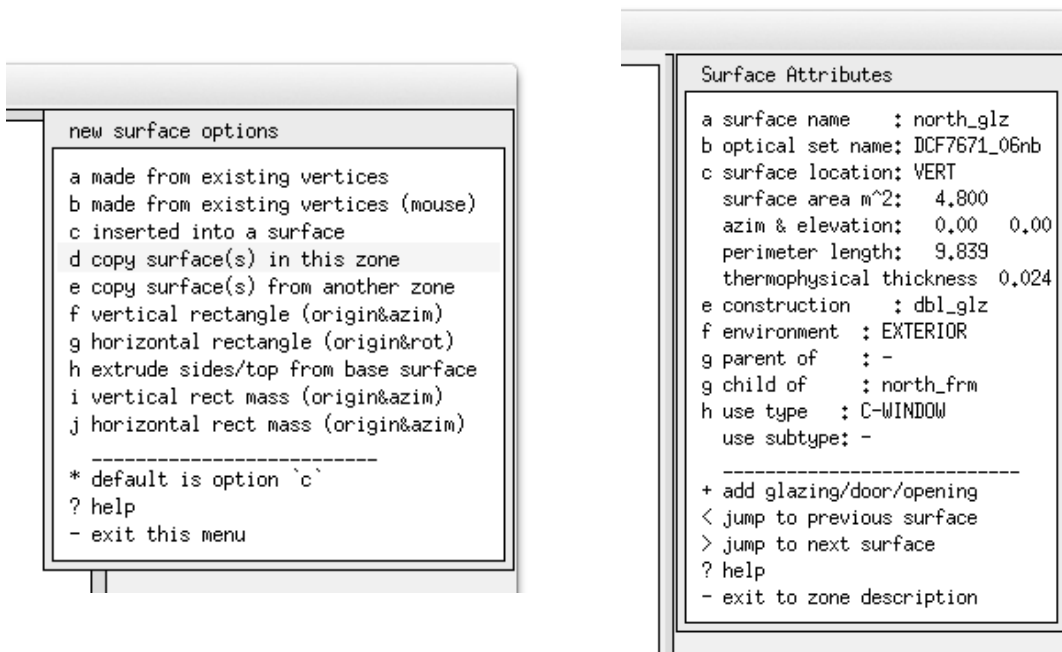 new surface options
a made from existing vertices
b made from existing vertices (mouse)
c inserted into a surface
d copy surface(s) in this zone
e copy surface(s) from another zone
f vertical rectangle (origin&azim)
g horizontal rectangle (origin&rot)
h extrude sides/top from base surface
i vertical rect mass (origin&azim)
j horizontal rect mass (origin&azim)
___________________________
* default is option `c`
? help
- exit this menu
Surface Attributes
a surface name    : north_glz
b optical set name: DCF7671_06nb
c surface location: VERT
surface area m^2:   4.800
azim & elevation:   0.00   0.00
perimeter length:   9.839
thermophysical thickness  0.024
e construction    : dbl_glz
f environment  : EXTERIOR
g parent of    : -
g child of     : north_frm
h use type   : C-WINDOW
use subtype: -
____________________________
+ add glazing/door/opening
< jump to previous surface
> jump to next surface
? help
- exit to zone description